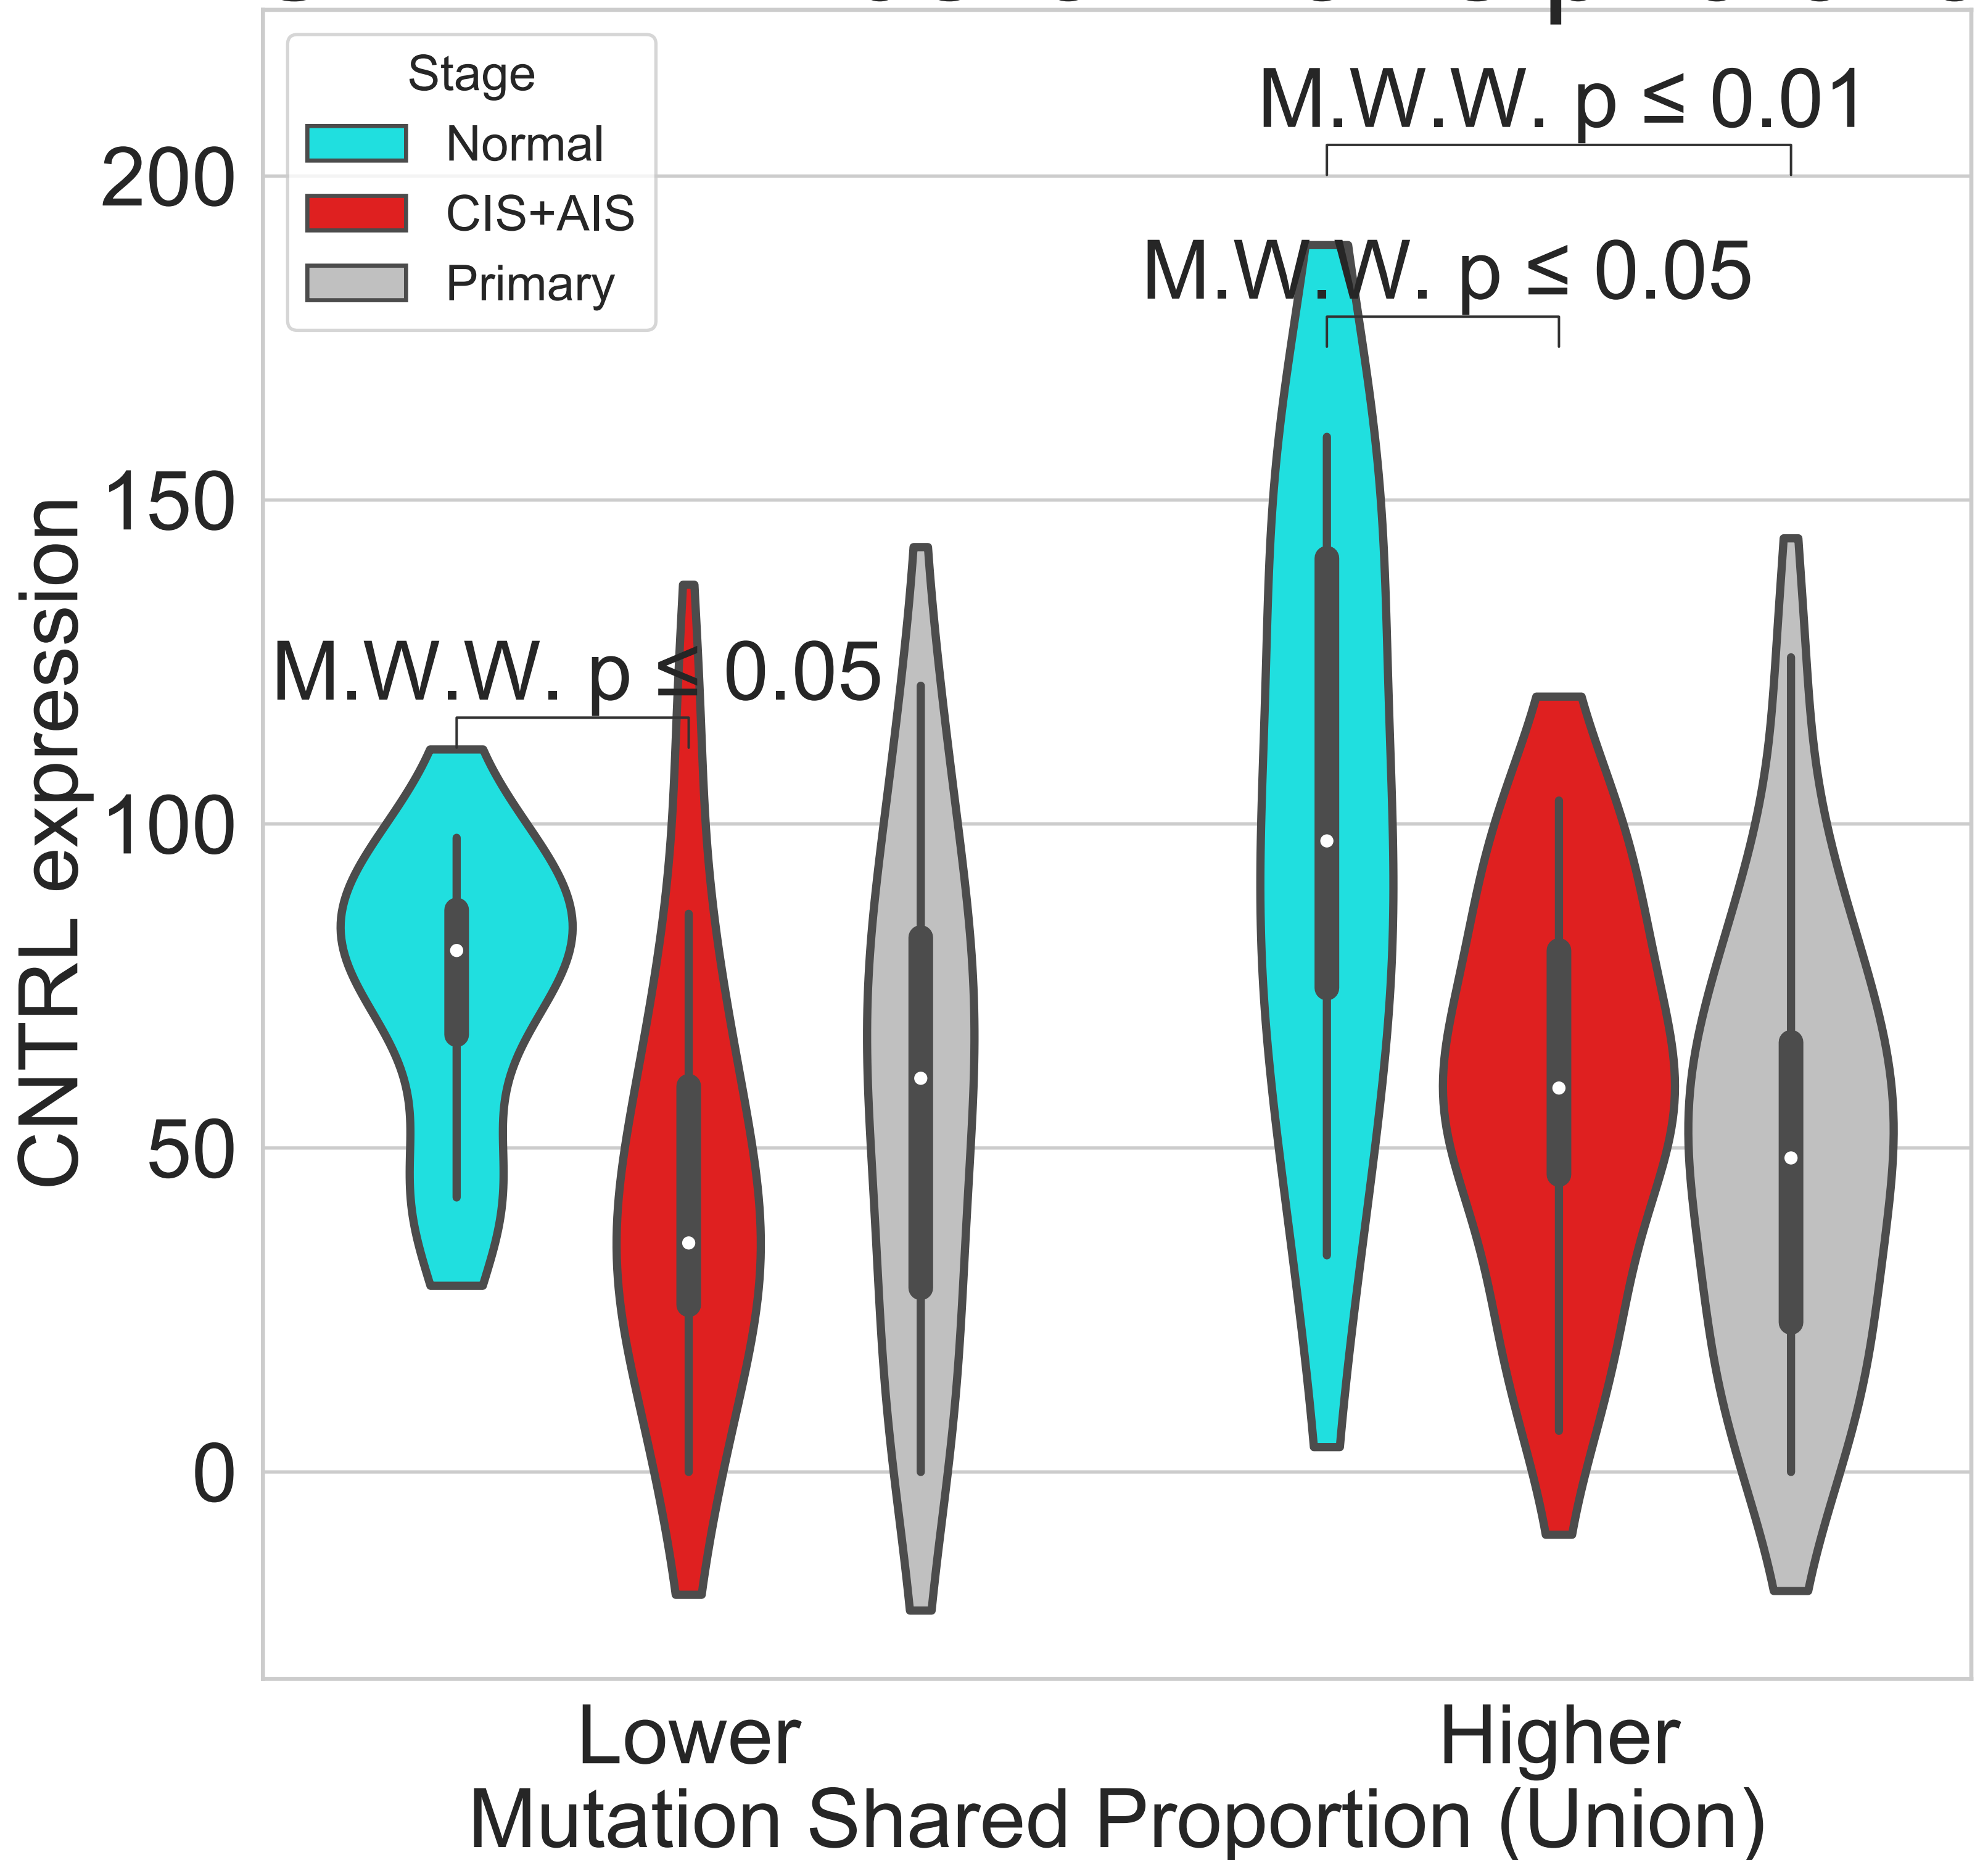 Stage
Normal
CIS+AIS
Primary
M.W.W. p ≤ 0.01
M.W.W. p ≤ 0.05
M.W.W. p ≤ 0.05
200
150
100
50
0
CNTRL expression
Lower
Higher
Mutation Shared Proportion (Union)